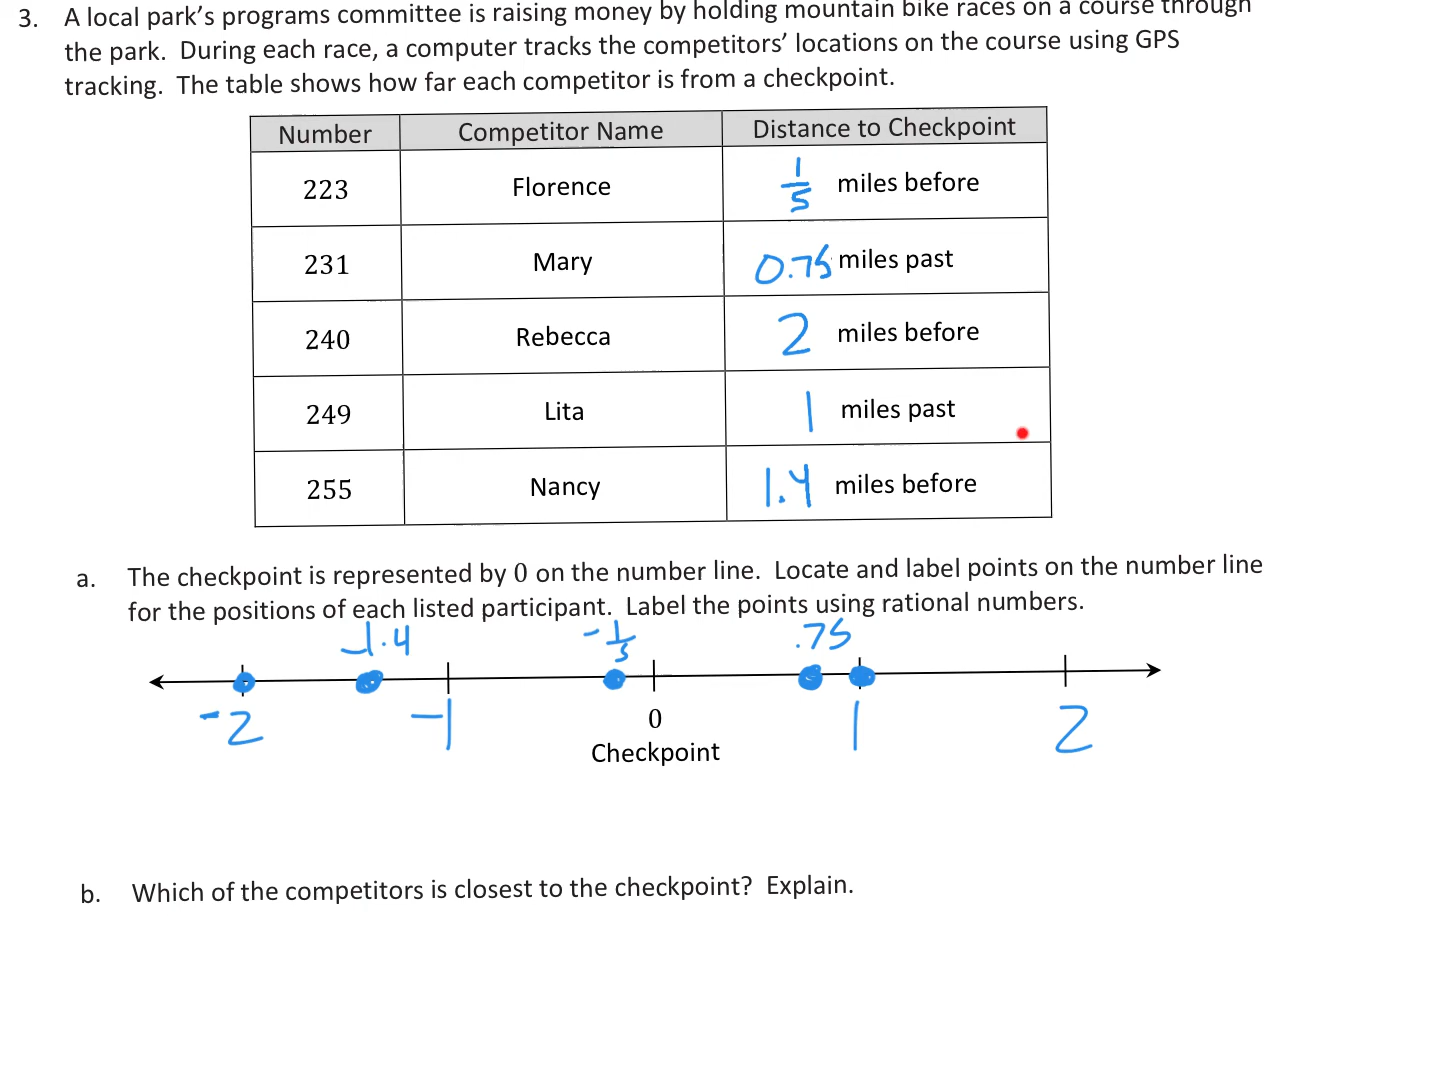 3. A local park's programs committee is raising money by holding mountain bike races on a course through
the park. During each race, a computer tracks the competitors' locations on the course using GPS
tracking. The table shows how far each competitor is from a checkpoint.
Number Competitor Name Distance to Checkpoint
223 Florence 1/5 miles before
231 Mary 0.75 miles past
240 Rebecca 2 miles before
249 Lita 1 miles past
255 Nancy 1.4 miles before
a. The checkpoint is represented by 0 on the number line. Locate and label points on the number line
for the positions of each listed participant. Label the points using rational numbers.
-1.4 -1/5 .75
-2 -1 0 1 2
Checkpoint
b. Which of the competitors is closest to the checkpoint? Explain.